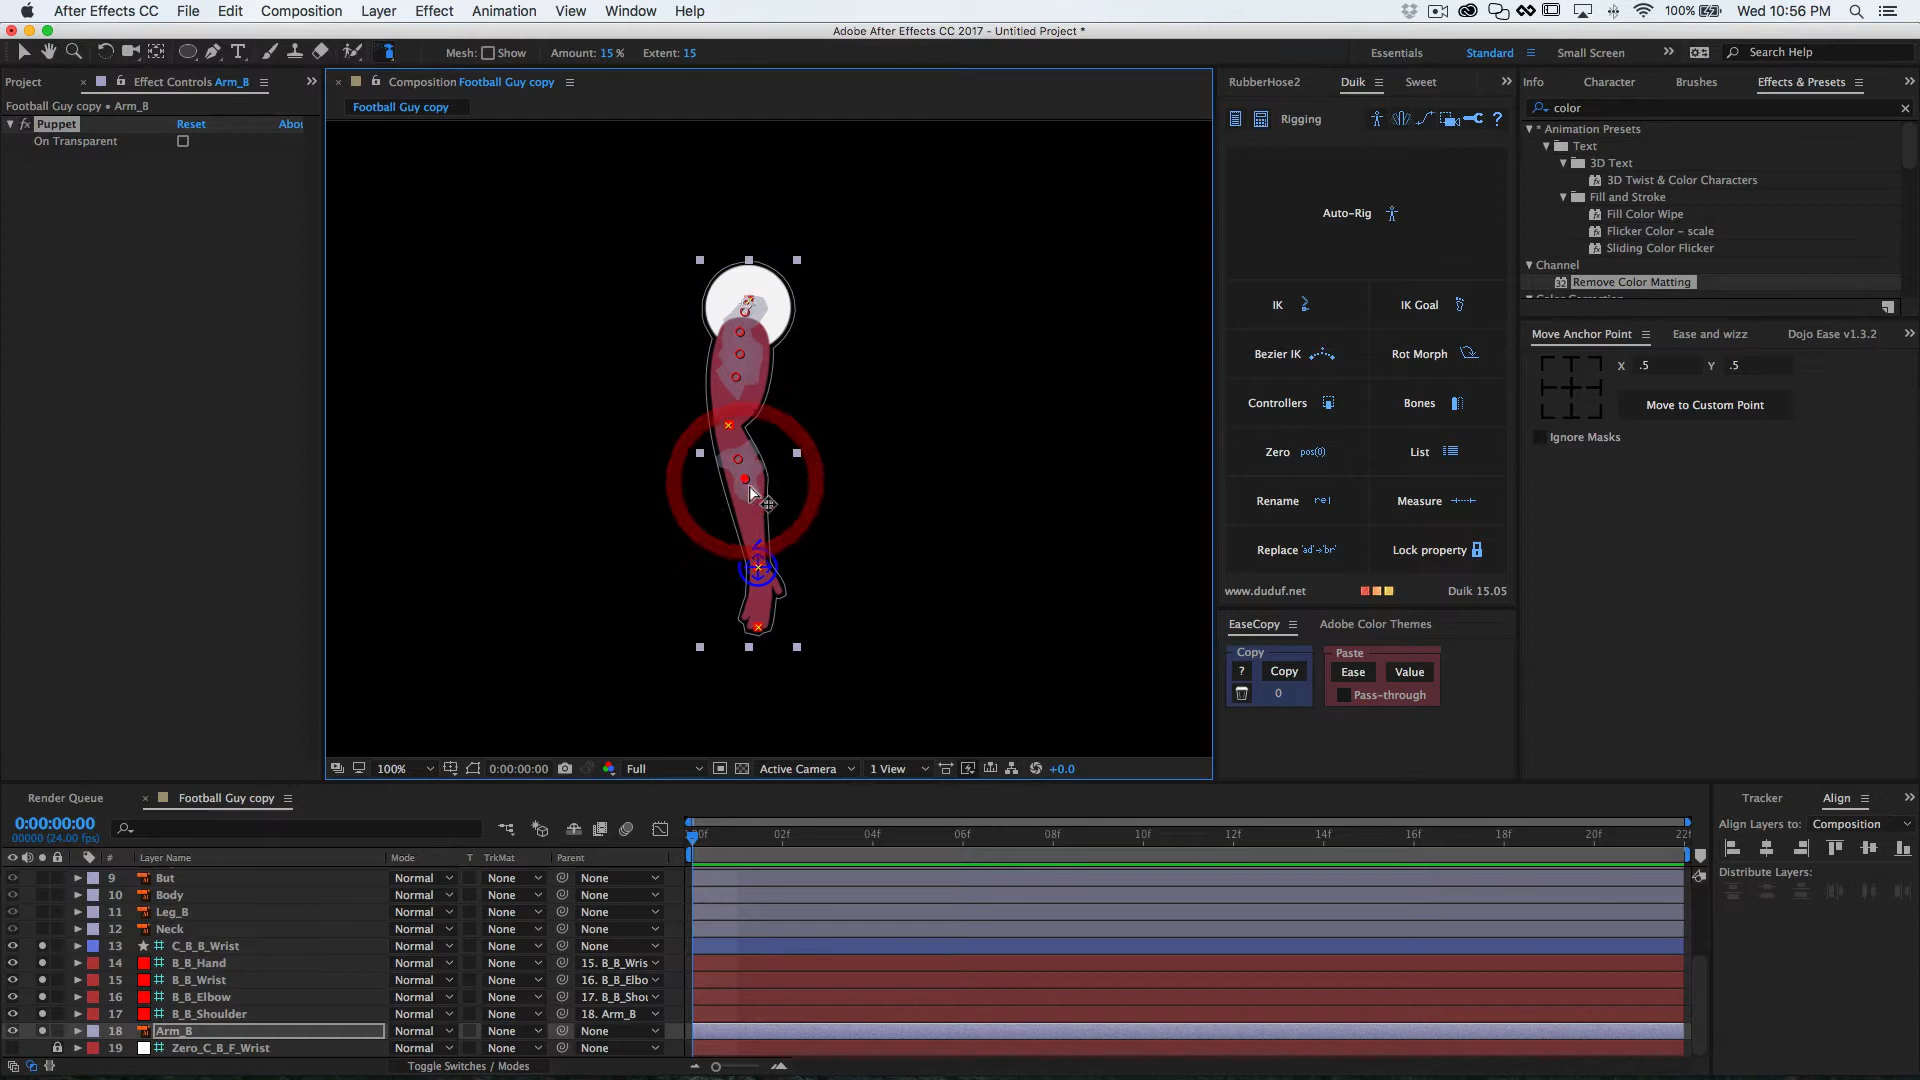 After Effects CC File Edit Composition Layer Effect Animation View Window Help 100% Wed 10:56 PM
Adobe After Effects CC 2017 - Untitled Project *
Mesh: Show Amount: 15 % Extent: 15 Essentials Standard Small Screen Search Help
Project Effect Controls Arm_B
Football Guy copy • Arm_B
fx Puppet Reset Abou
On Transparent
Composition Football Guy copy
Football Guy copy
100% 0:00:00:00 Full Active Camera 1 View +0.0
RubberHose2 Duik Sweet
Rigging ?
Auto-Rig
IK IK Goal
Bezier IK Rot Morph
Controllers Bones
Zero pos(0) List
Rename re| Measure
Replace 'ad'→'br' Lock property
www.duduf.net Duik 15.05
EaseCopy Adobe Color Themes
Copy Paste
? Copy Ease Value
0 Pass-through
Info Character Brushes Effects & Presets
color
* Animation Presets
Text
3D Text
3D Twist & Color Characters
Fill and Stroke
Fill Color Wipe
Flicker Color - scale
Sliding Color Flicker
Channel
Remove Color Matting
Move Anchor Point Ease and wizz Dojo Ease v1.3.2
X .5 Y .5
Move to Custom Point
Ignore Masks
Render Queue Football Guy copy
0:00:00:00
00000 (24.00 fps)
02f 04f 06f 08f 10f 12f 14f 16f 18f 20f
# Layer Name Mode T TrkMat Parent
9 But Normal None None
10 Body Normal None None
11 Leg_B Normal None None
12 Neck Normal None None
13 C_B_B_Wrist Normal None None
14 B_B_Hand Normal None 15. B_B_Wris
15 B_B_Wrist Normal None 16. B_B_Elbo
16 B_B_Elbow Normal None 17. B_B_Shou
17 B_B_Shoulder Normal None 18. Arm_B
18 Arm_B Normal None None
19 Zero_C_B_F_Wrist Normal None None
Toggle Switches / Modes
Tracker Align
Align Layers to: Composition
Distribute Layers: